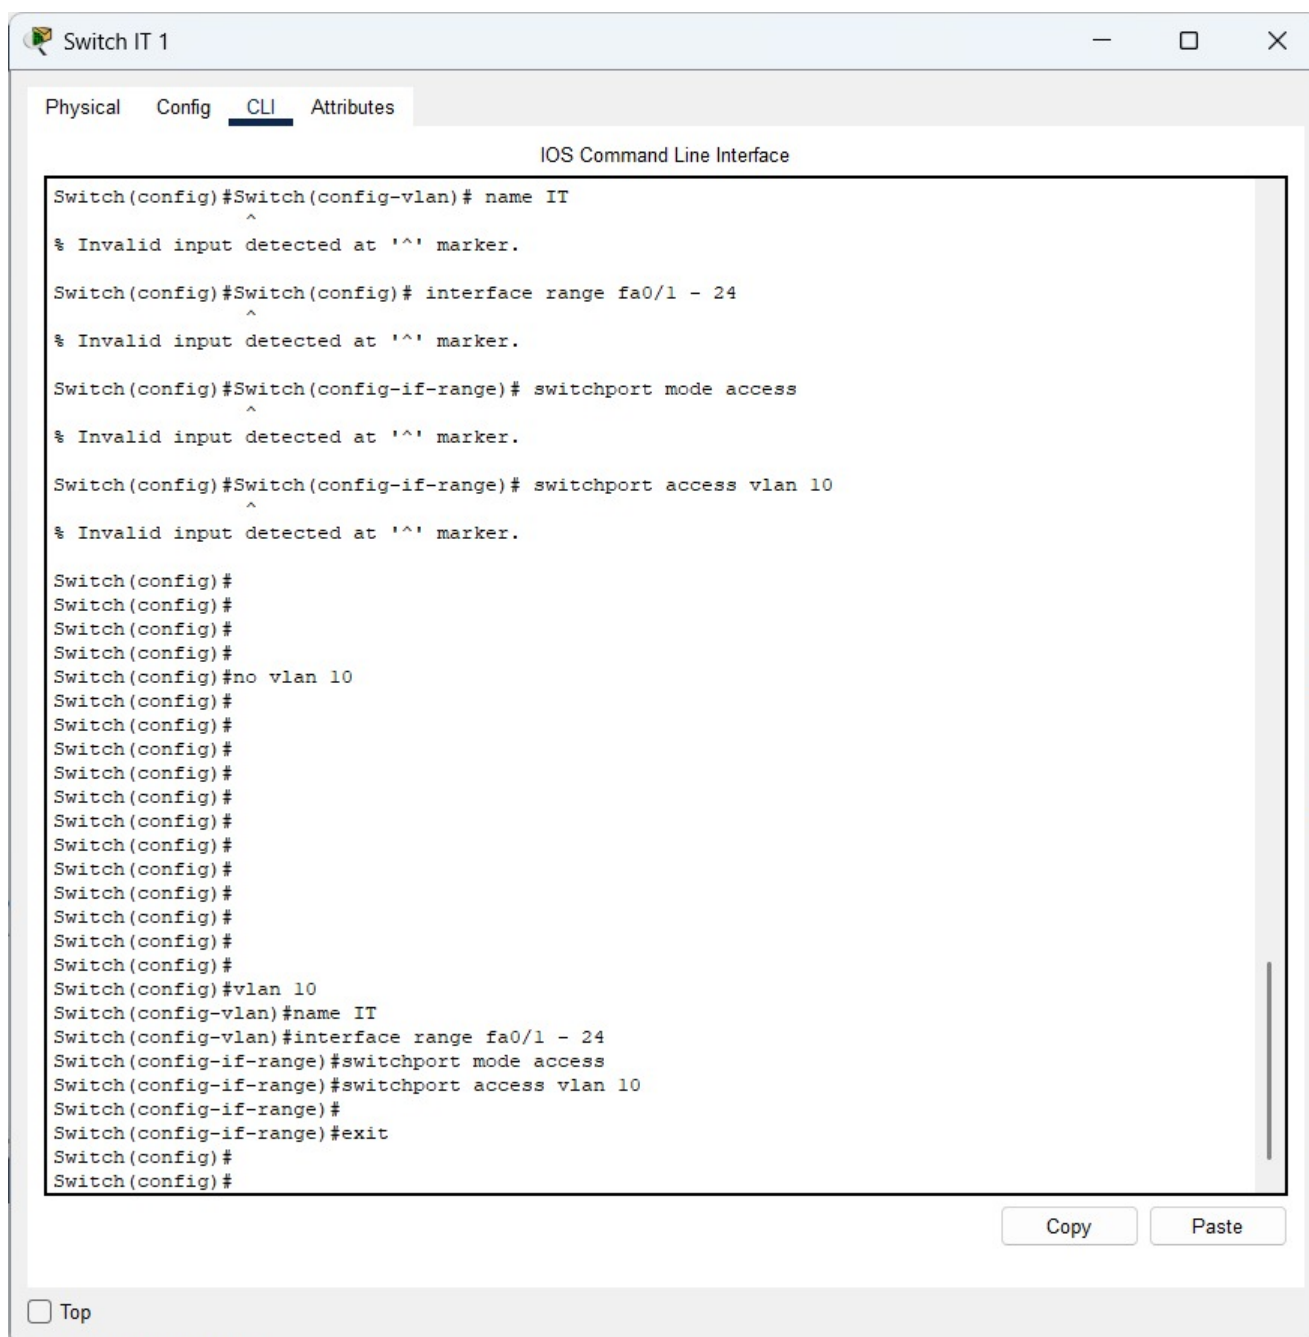 Switch IT 1
Physical Config CLI Attributes
IOS Command Line Interface
Switch(config)#Switch(config-vlan)# name IT
^
% Invalid input detected at '^' marker.
Switch(config)#Switch(config)# interface range fa0/1 - 24
^
% Invalid input detected at '^' marker.
Switch(config)#Switch(config-if-range)# switchport mode access
^
% Invalid input detected at '^' marker.
Switch(config)#Switch(config-if-range)# switchport access vlan 10
^
% Invalid input detected at '^' marker.
Switch(config)#
Switch(config)#
Switch(config)#
Switch(config)#
Switch(config)#no vlan 10
Switch(config)#
Switch(config)#
Switch(config)#
Switch(config)#
Switch(config)#
Switch(config)#
Switch(config)#
Switch(config)#
Switch(config)#
Switch(config)#
Switch(config)#
Switch(config)#
Switch(config)#vlan 10
Switch(config-vlan)#name IT
Switch(config-vlan)#interface range fa0/1 - 24
Switch(config-if-range)#switchport mode access
Switch(config-if-range)#switchport access vlan 10
Switch(config-if-range)#
Switch(config-if-range)#exit
Switch(config)#
Switch(config)#
Copy Paste
Top